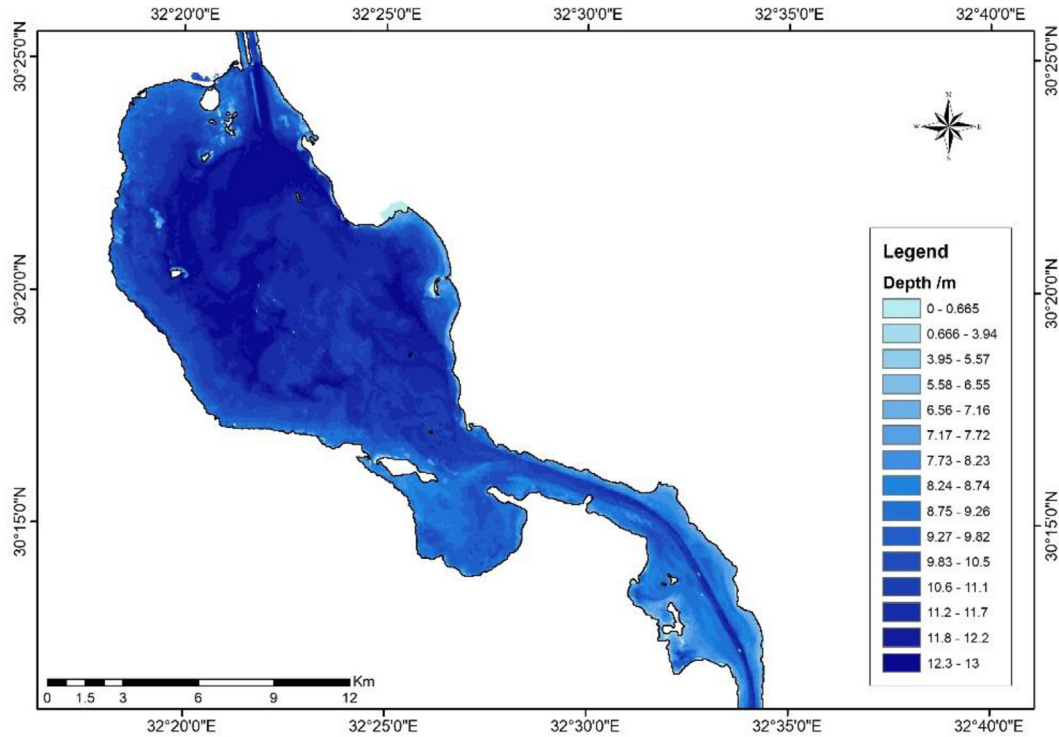 32°20'0"E 32°25'0"E 32°30'0"E 32°35'0"E 32°40'0"E
30°25'0"N 30°25'0"N
N
W E
S
Legend
Depth /m
0 - 0.665
0.666 - 3.94
3.95 - 5.57
5.58 - 6.55
6.56 - 7.16
7.17 - 7.72
7.73 - 8.23
8.24 - 8.74
8.75 - 9.26
9.27 - 9.82
9.83 - 10.5
10.6 - 11.1
11.2 - 11.7
11.8 - 12.2
12.3 - 13
30°20'0"N 30°20'0"N
30°15'0"N 30°15'0"N
Km
0 1.5 3 6 9 12
32°20'0"E 32°25'0"E 32°30'0"E 32°35'0"E 32°40'0"E